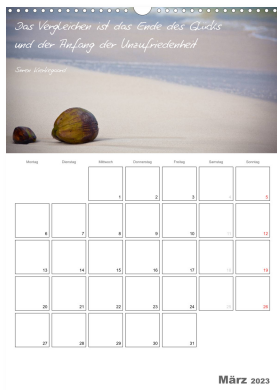 Das Vergleichen ist das Ende des Glücks
und der Anfang der Unzufriedenheit
Sören Kierkegaard
Montag Dienstag Mittwoch Donnerstag Freitag Samstag Sonntag
1 2 3 4 5
6 7 8 9 10 11 12
13 14 15 16 17 18 19
20 21 22 23 24 25 26
27 28 29 30 31
März 2023